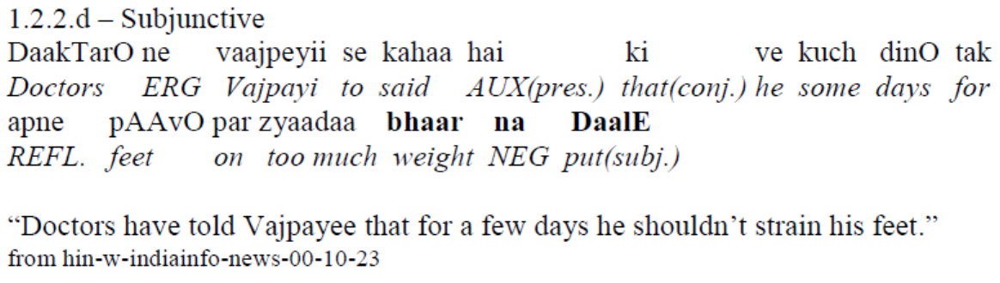 1.2.2.d – Subjunctive
DaakTarO ne vaajpeyii se kahaa hai ki ve kuch dinO tak
Doctors ERG Vajpayi to said AUX(pres.) that(conj.) he some days for
apne pAAvO par zyaadaa bhaar na DaalE
REFL. feet on too much weight NEG put(subj.)
“Doctors have told Vajpayee that for a few days he shouldn’t strain his feet.”
from hin-w-indiainfo-news-00-10-23